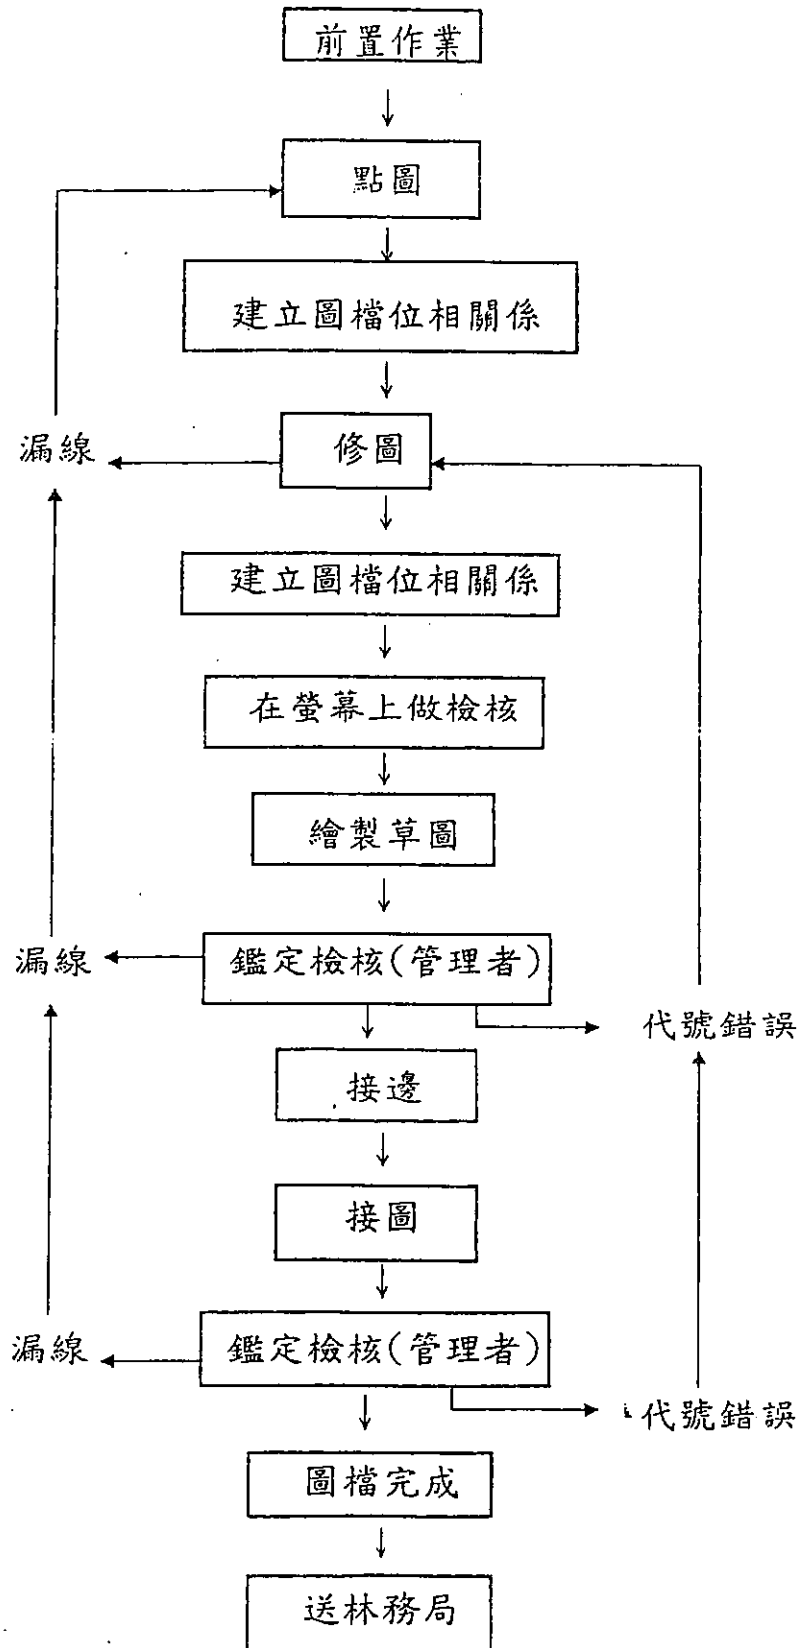 前置作業
點圖
建立圖檔位相關係
漏線
修圖
建立圖檔位相關係
在螢幕上做檢核
繪製草圖
漏線
鑑定檢核(管理者)
代號錯誤
接邊
接圖
漏線
鑑定檢核(管理者)
代號錯誤
圖檔完成
送林務局